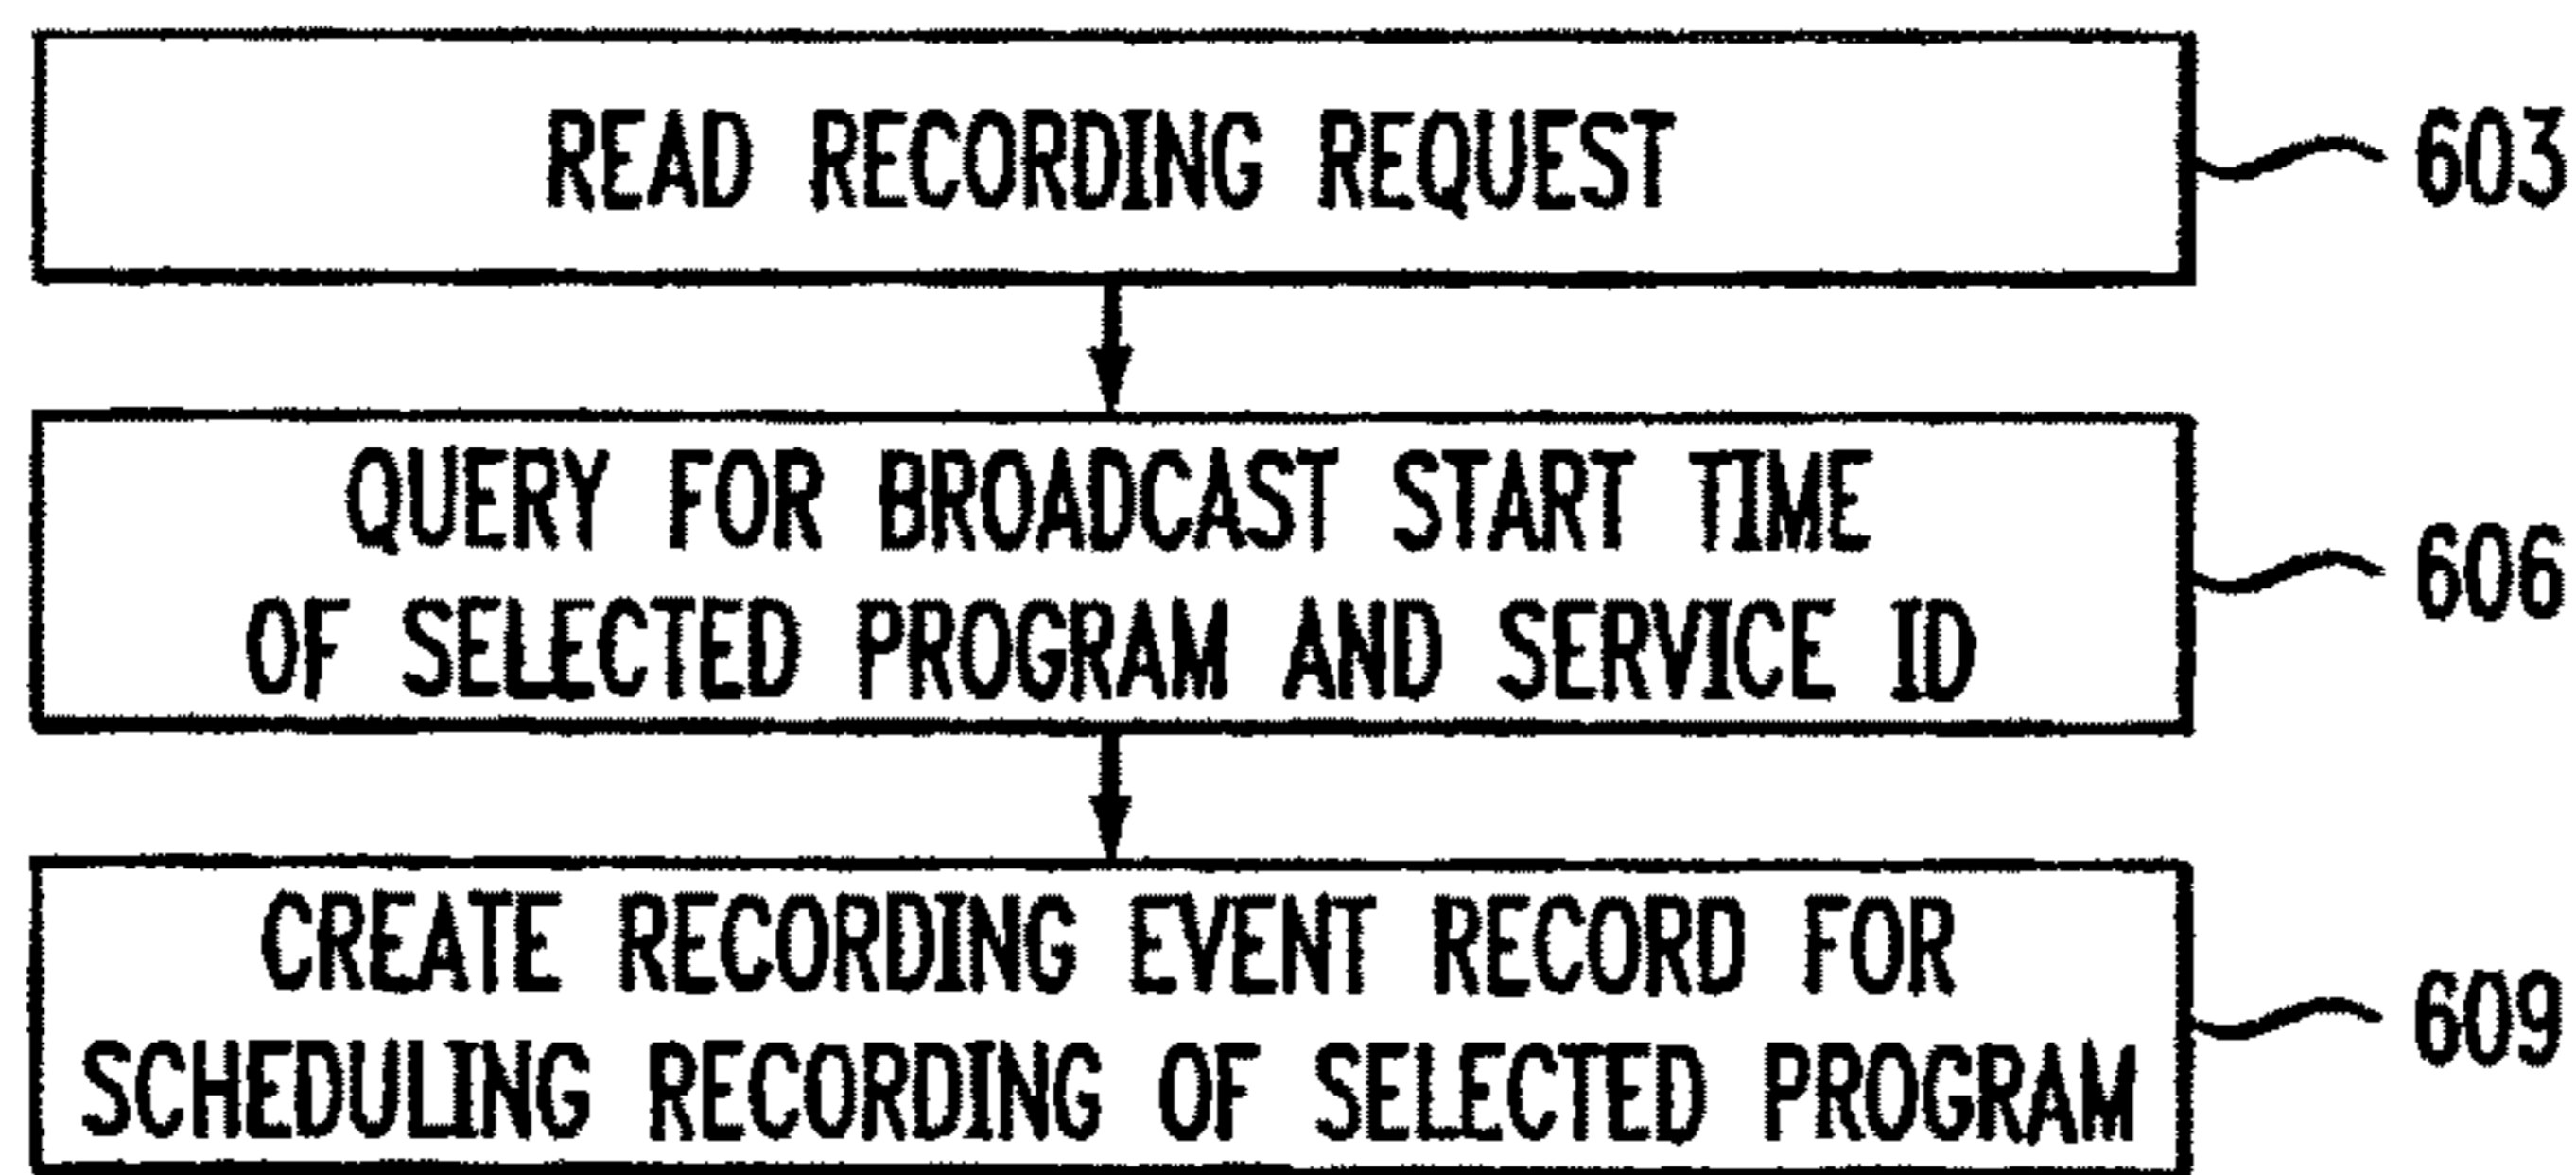 READ RECORDING REQUEST
603
QUERY FOR BROADCAST START TIME
OF SELECTED PROGRAM AND SERVICE ID
606
CREATE RECORDING EVENT RECORD FOR
SCHEDULING RECORDING OF SELECTED PROGRAM
609